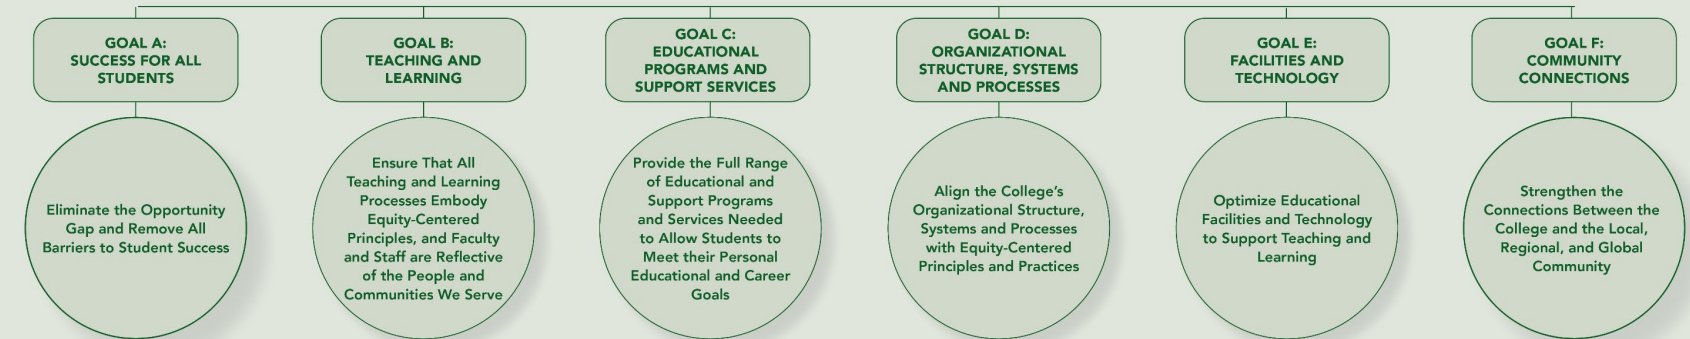 GOAL A:
SUCCESS FOR ALL
STUDENTS
Eliminate the Opportunity
Gap and Remove All
Barriers to Student Success
GOAL B:
TEACHING AND
LEARNING
Ensure That All
Teaching and Learning
Processes Embody
Equity-Centered
Principles, and Faculty
and Staff are Reflective
of the People and
Communities We Serve
GOAL C:
EDUCATIONAL
PROGRAMS AND
SUPPORT SERVICES
Provide the Full Range
of Educational and
Support Programs
and Services Needed
to Allow Students to
Meet their Personal
Educational and Career
Goals
GOAL D:
ORGANIZATIONAL
STRUCTURE, SYSTEMS
AND PROCESSES
Align the College's
Organizational Structure,
Systems and Processes
with Equity-Centered
Principles and Practices
GOAL E:
FACILITIES AND
TECHNOLOGY
Optimize Educational
Facilities and Technology
to Support Teaching and
Learning
GOAL F:
COMMUNITY
CONNECTIONS
Strengthen the
Connections Between the
College and the Local,
Regional, and Global
Community